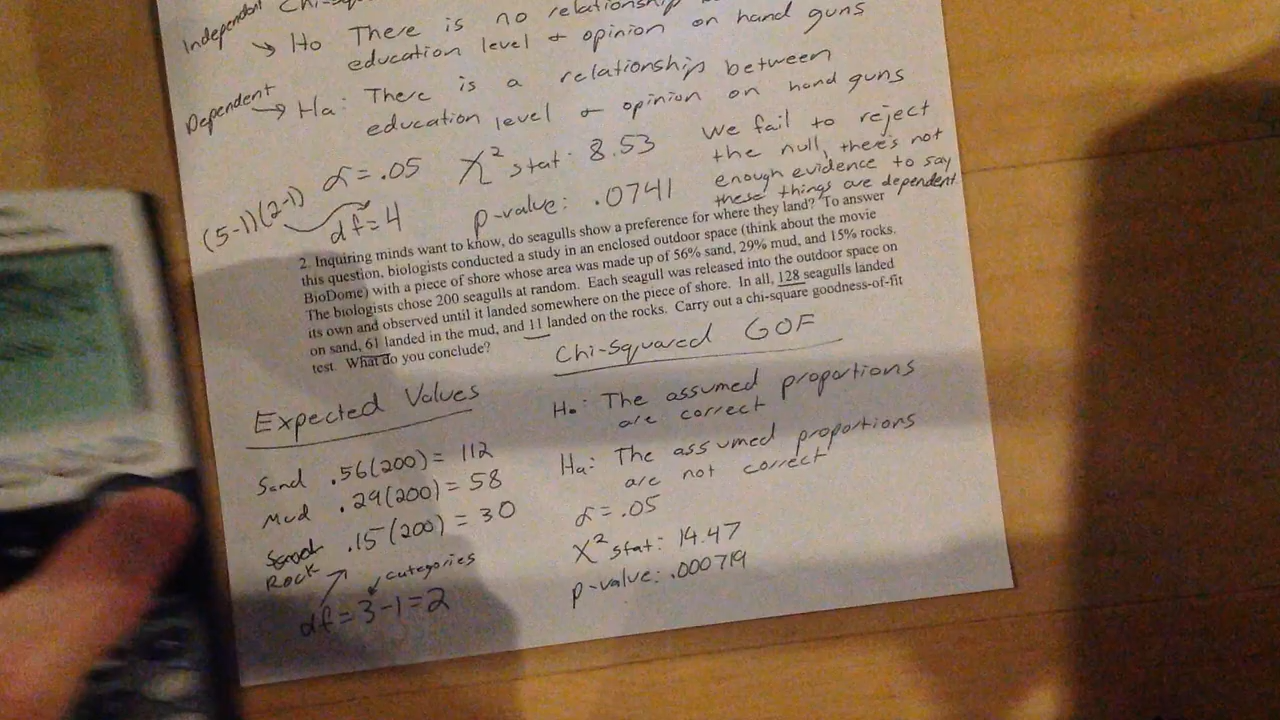 Independent Chi-Squ
→ Ho There is no relationship
education level + opinion on hand guns
Dependent → Ha: There is a relationship between
education level + opinion on hand guns
α = .05 X² stat: 8.53
(5-1)(2-1) df = 4 p-value: .0741
We fail to reject
the null, there's not
enough evidence to say
these things are dependent.
2. Inquiring minds want to know, do seagulls show a preference for where they land? To answer
this question, biologists conducted a study in an enclosed outdoor space (think about the movie
BioDome) with a piece of shore whose area was made up of 56% sand, 29% mud, and 15% rocks.
The biologists chose 200 seagulls at random. Each seagull was released into the outdoor space on
its own and observed until it landed somewhere on the piece of shore. In all, 128 seagulls landed
on sand, 61 landed in the mud, and 11 landed on the rocks. Carry out a chi-square goodness-of-fit
test. What do you conclude?
Chi-Squared GOF
Expected Values
Sand .56(200) = 112
Mud .29(200) = 58
Rock .15(200) = 30
categories
df = 3-1 = 2
Ho: The assumed proportions
are correct
Ha: The assumed proportions
are not correct
α = .05
X² stat: 14.47
p-value: .000719